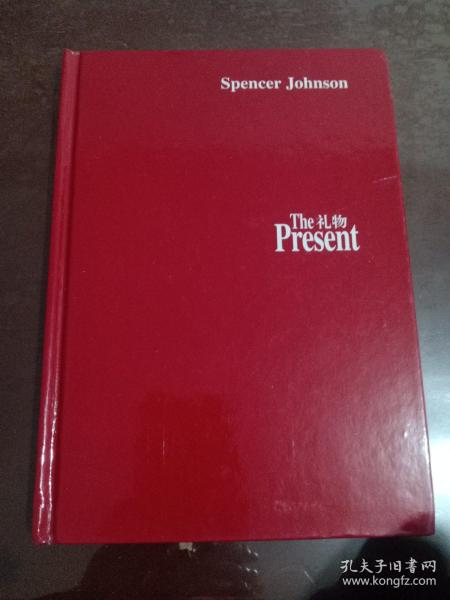 Spencer Johnson
The 礼物
Present
孔夫子旧书网
www.kongfz.com